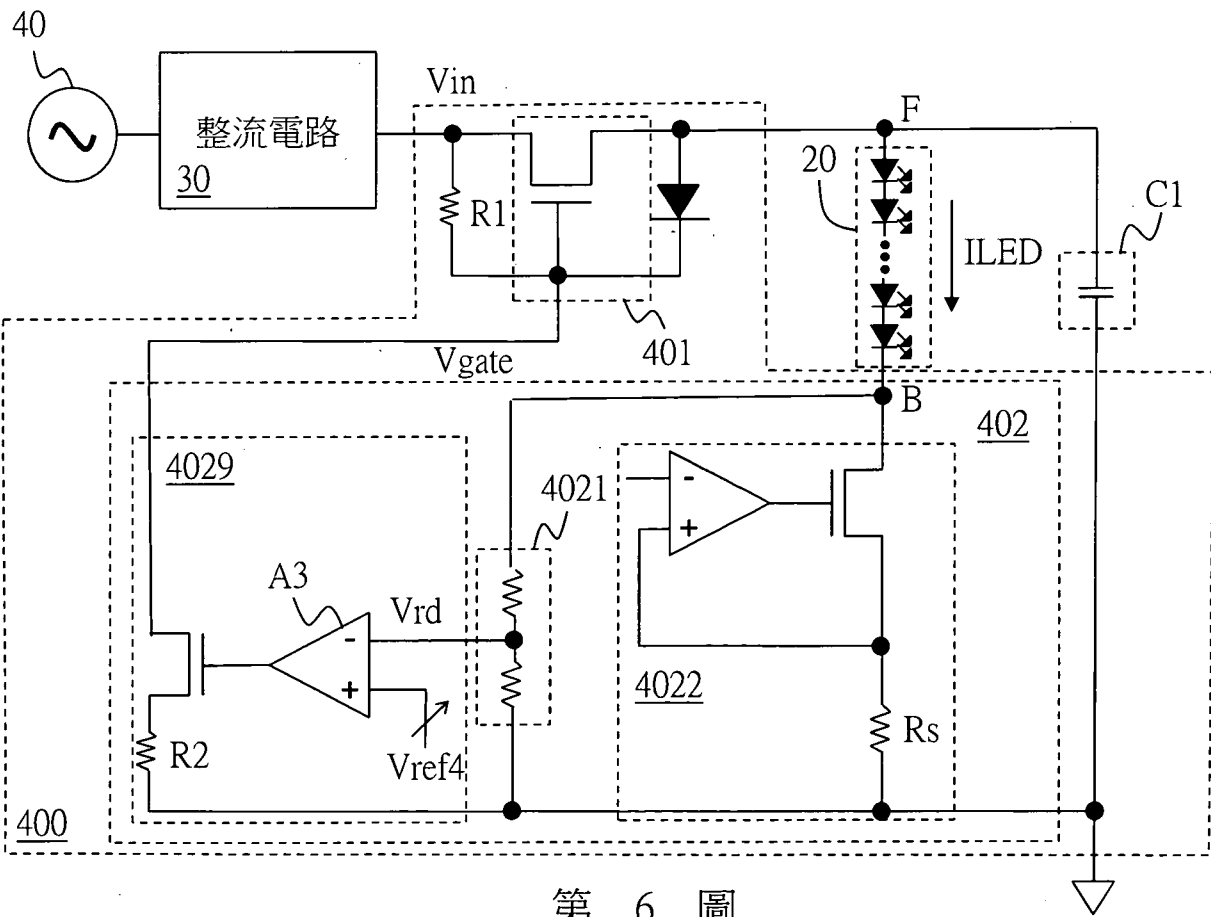 40
整流電路
30
Vin
R1
401
F
20
ILED
C1
Vgate
B
402
4029
4021
-
+
A3
Vrd
-
+
4022
R2
Vref4
Rs
400
第 6 圖